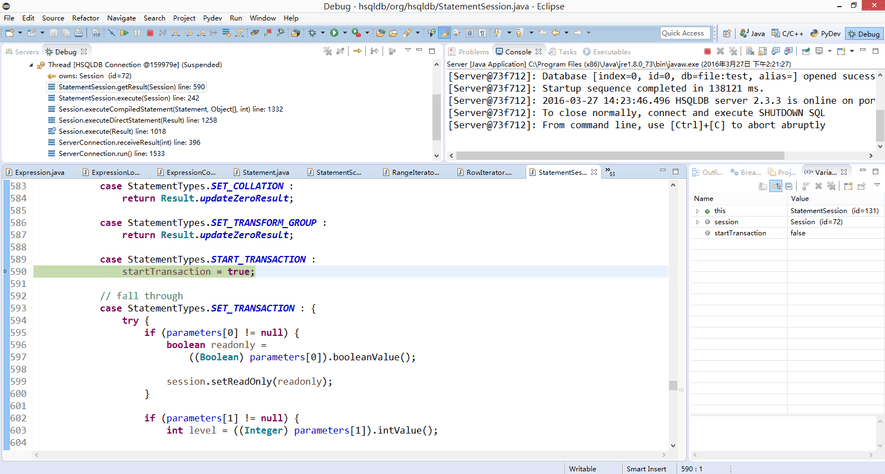 Debug - hsqldb/org/hsqldb/StatementSession.java - Eclipse
File Edit Source Refactor Navigate Search Project Pydev Run Window Help
Quick Access Java C/C++ PyDev Debug
Servers Debug
Thread [HSQLDB Connection @159979e] (Suspended)
owns: Session (id=72)
StatementSession.getResult(Session) line: 590
StatementSession.execute(Session) line: 242
Session.executeCompiledStatement(Statement, Object[], int) line: 1332
Session.executeDirectStatement(Result) line: 1258
Session.execute(Result) line: 1018
ServerConnection.receiveResult(int) line: 396
ServerConnection.run() line: 1533
Problems Console Tasks Executables
Server [Java Application] C:\Program Files (x86)\Java\jre1.8.0_73\bin\javaw.exe (2016年3月27日 下午2:21:27)
[Server@73f712]: Database [index=0, id=0, db=file:test, alias=] opened sucess
[Server@73f712]: Startup sequence completed in 138121 ms.
[Server@73f712]: 2016-03-27 14:23:46.496 HSQLDB server 2.3.3 is online on por
[Server@73f712]: To close normally, connect and execute SHUTDOWN SQL
[Server@73f712]: From command line, use [Ctrl]+[C] to abort abruptly
Expression.java ExpressionLo... ExpressionCo... Statement.java StatementSc... RangeIterato... RowIterator.... StatementSes...
583 case StatementTypes.SET_COLLATION :
584 return Result.updateZeroResult;
585
586 case StatementTypes.SET_TRANSFORM_GROUP :
587 return Result.updateZeroResult;
588
589 case StatementTypes.START_TRANSACTION :
590 startTransaction = true;
591
592 // fall through
593 case StatementTypes.SET_TRANSACTION : {
594 try {
595 if (parameters[0] != null) {
596 boolean readonly =
597 ((Boolean) parameters[0]).booleanValue();
598
599 session.setReadOnly(readonly);
600 }
601
602 if (parameters[1] != null) {
603 int level = ((Integer) parameters[1]).intValue();
604
Outli... Brea... Proj... Varia...
Name Value
this StatementSession (id=131)
session Session (id=72)
startTransaction false
Writable Smart Insert 590 : 1